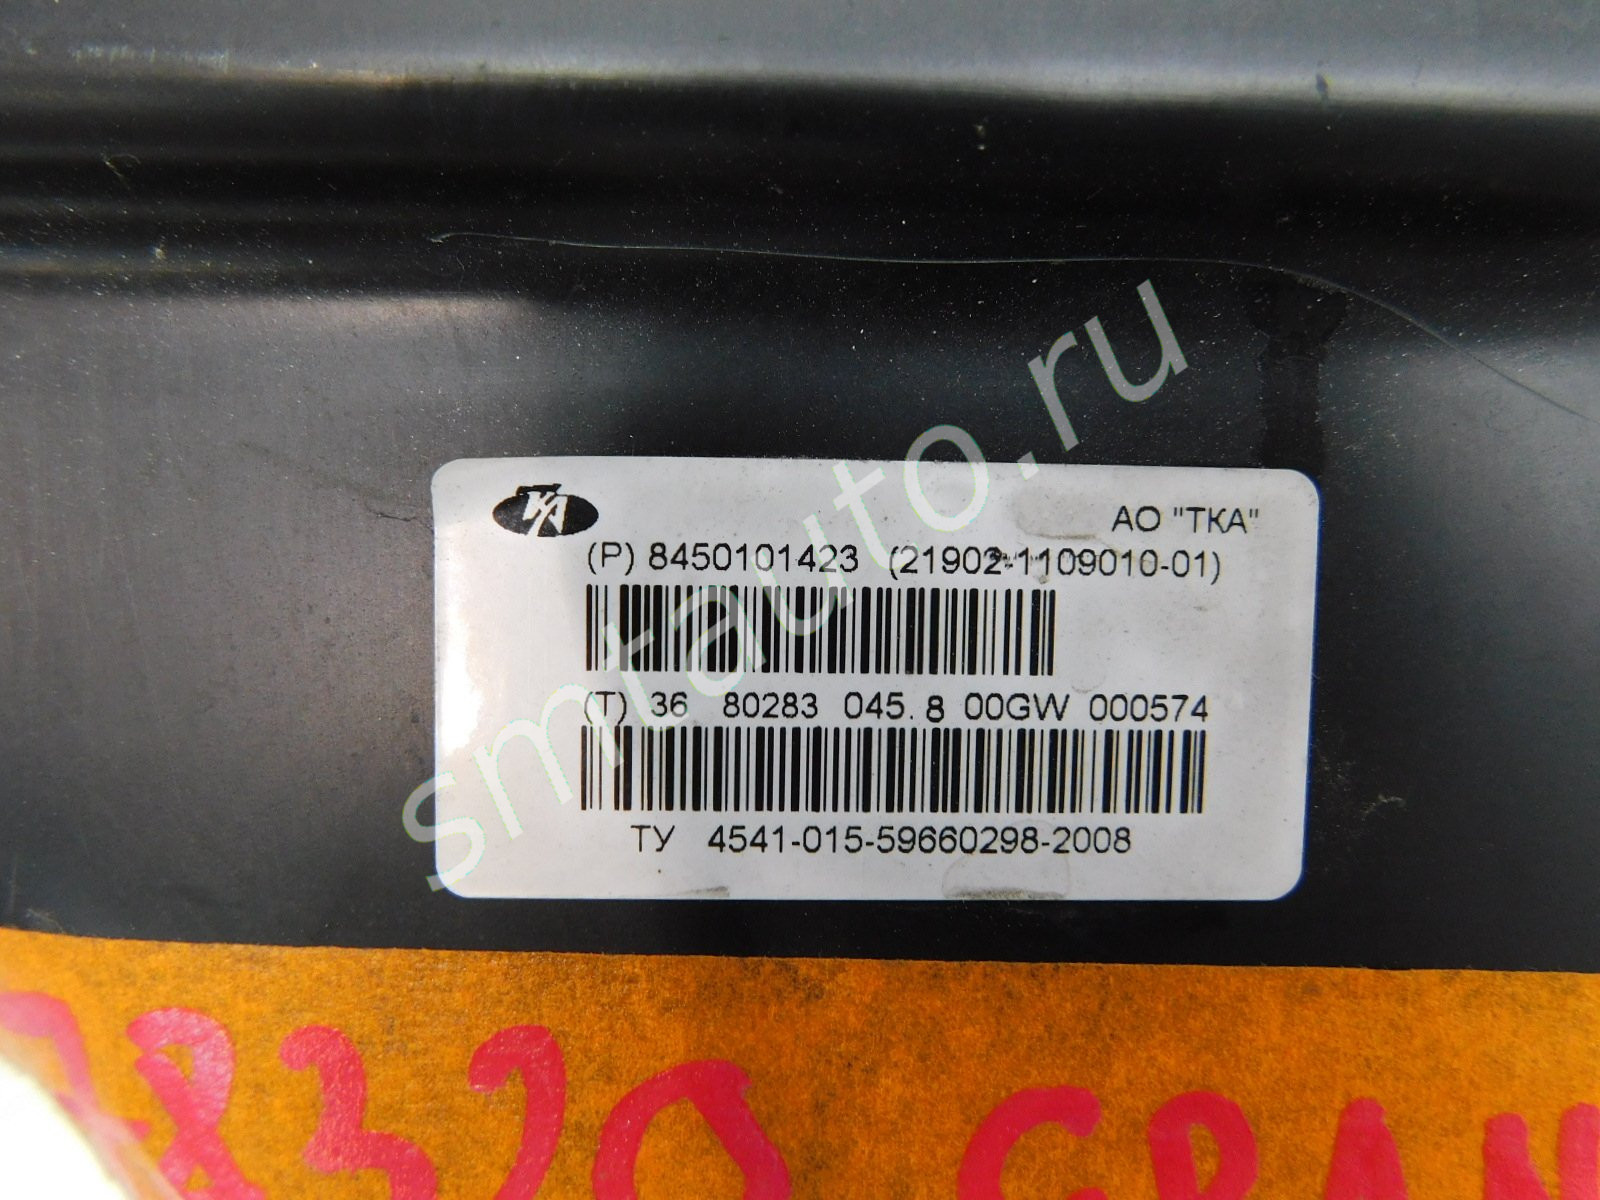 ТКА
АО "ТКА"
(P) 8450101423 (21902-1109010-01)
(T) 36 80283 045.8 00GW 000574
ТУ 4541-015-59660298-2008
smtauto.ru